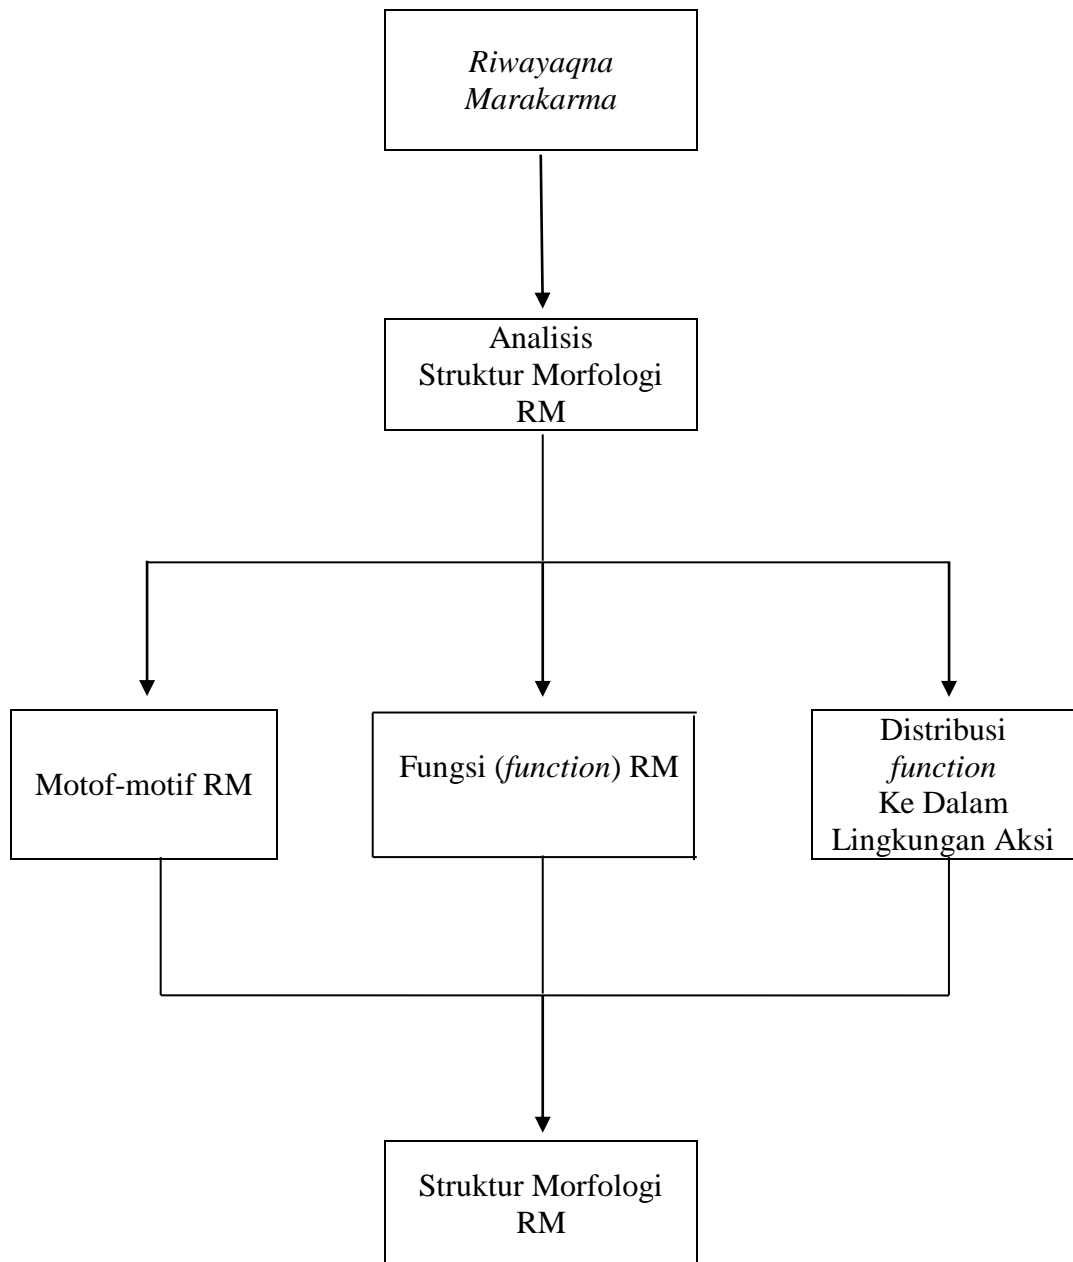 Riwayaqna
Marakarma
Analisis
Struktur Morfologi
RM
Motof-motif RM
Fungsi (function) RM
Distribusi
function
Ke Dalam
Lingkungan Aksi
Struktur Morfologi
RM